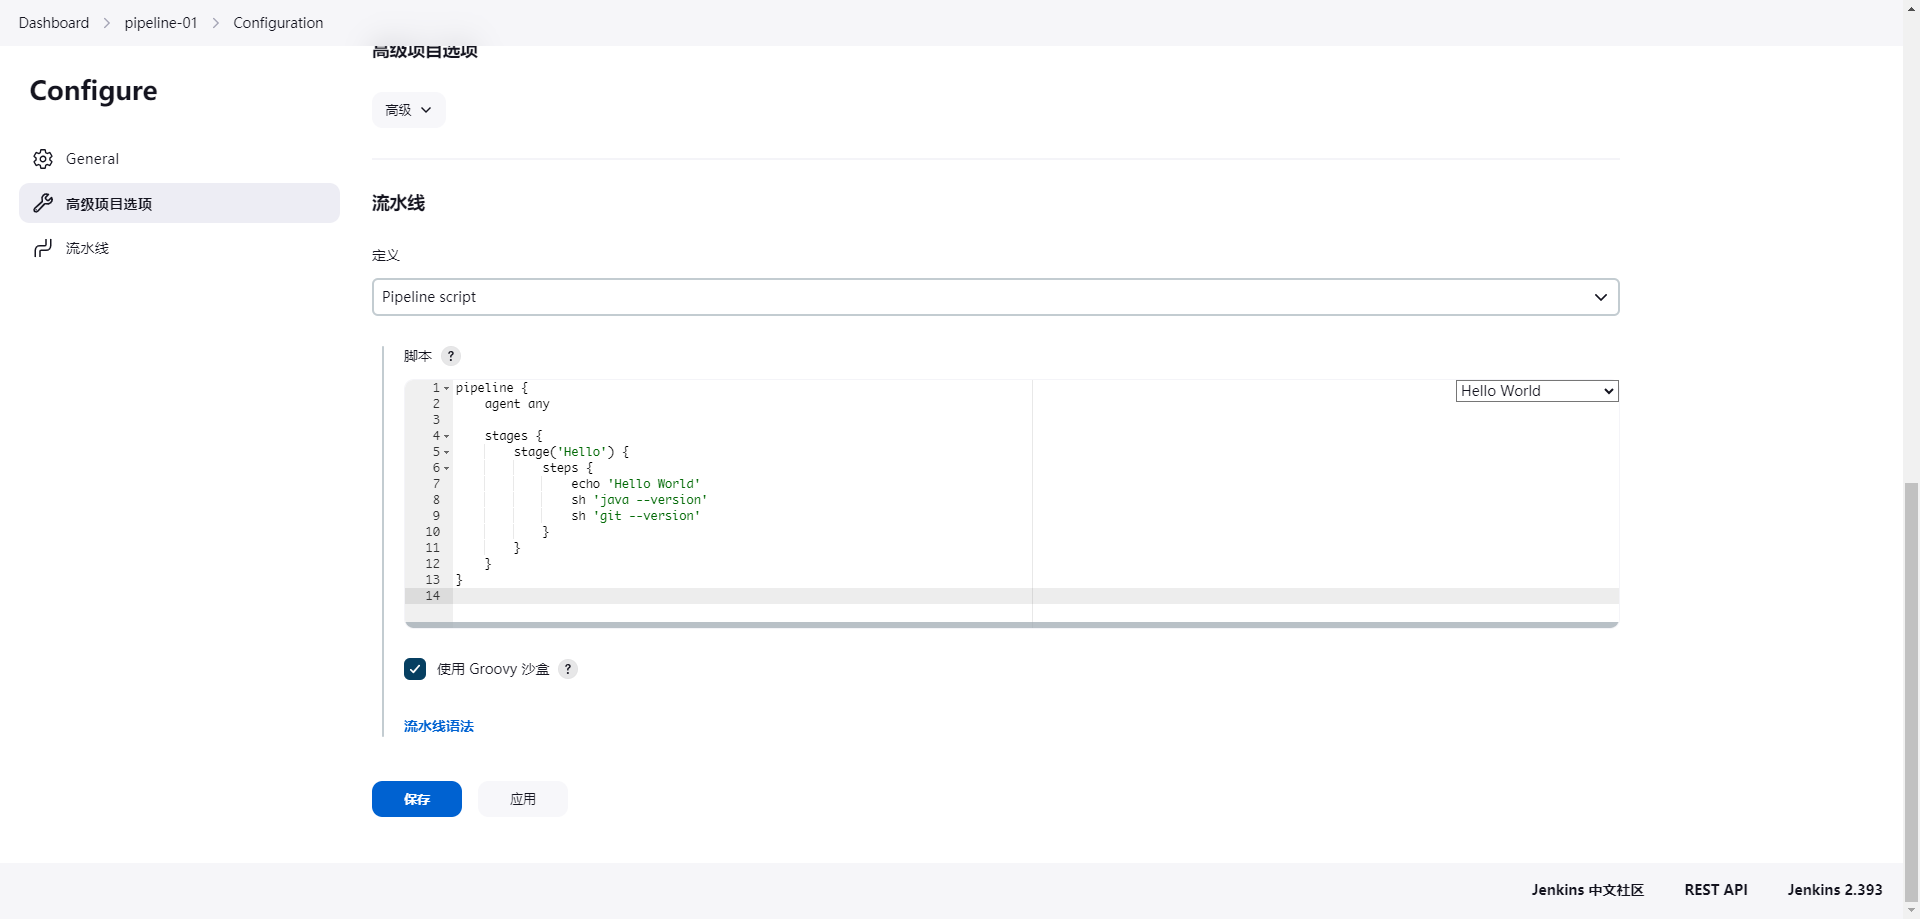 Dashboard > pipeline-01 > Configuration
Configure
General
高级项目选项
流水线
高级项目选项
高级
流水线
定义
Pipeline script
脚本 ?
Hello World
1 pipeline {
2     agent any
3
4     stages {
5         stage('Hello') {
6             steps {
7                 echo 'Hello World'
8                 sh 'java --version'
9                 sh 'git --version'
10             }
11         }
12     }
13 }
14
使用 Groovy 沙盒 ?
流水线语法
保存 应用
Jenkins 中文社区 REST API Jenkins 2.393